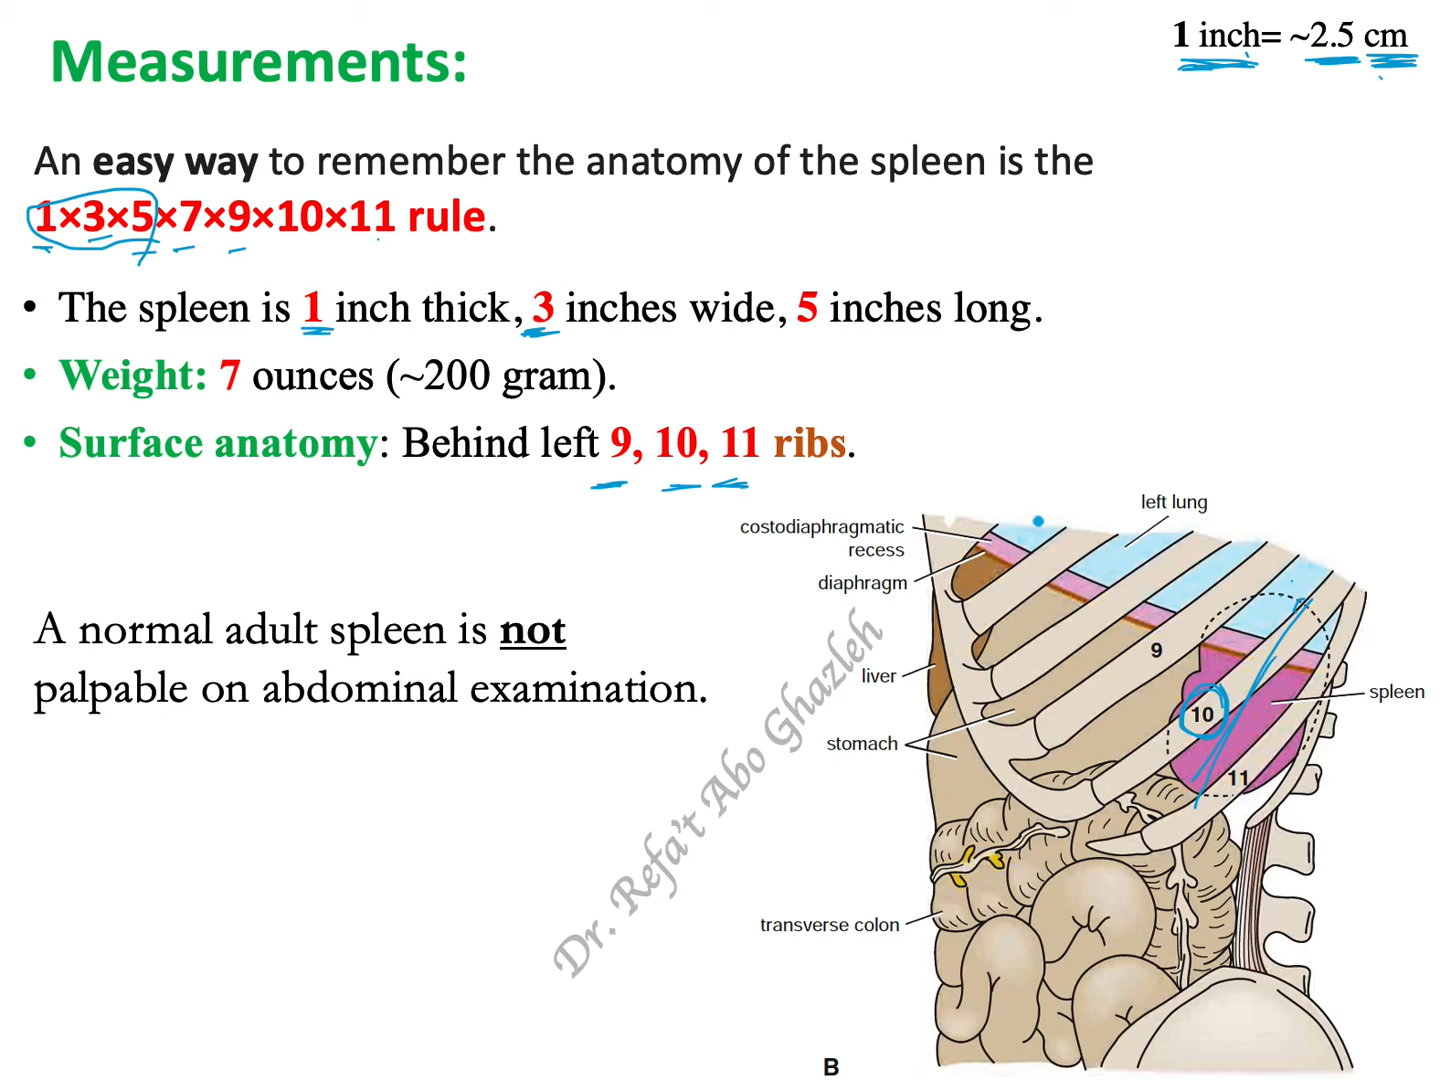 1 inch= ~2.5 cm
Measurements:
An easy way to remember the anatomy of the spleen is the
1×3×5×7×9×10×11 rule.
• The spleen is 1 inch thick, 3 inches wide, 5 inches long.
• Weight: 7 ounces (~200 gram).
• Surface anatomy: Behind left 9, 10, 11 ribs.
A normal adult spleen is not
palpable on abdominal examination.
left lung
costodiaphragmatic
recess
diaphragm
9
liver
spleen
10
stomach
11
transverse colon
B
Dr. Refa't Abo Ghazleh